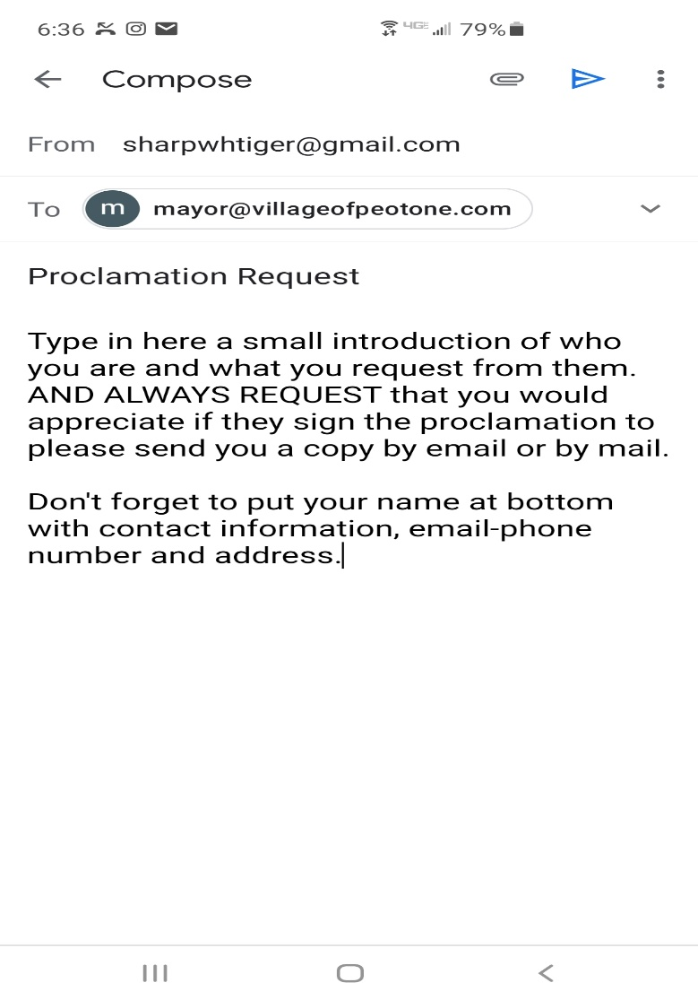 6:36 4GE 79%
Compose
From sharpwhtiger@gmail.com
To m mayor@villageofpeotone.com
Proclamation Request
Type in here a small introduction of who
you are and what you request from them.
AND ALWAYS REQUEST that you would
appreciate if they sign the proclamation to
please send you a copy by email or by mail.
Don't forget to put your name at bottom
with contact information, email-phone
number and address.